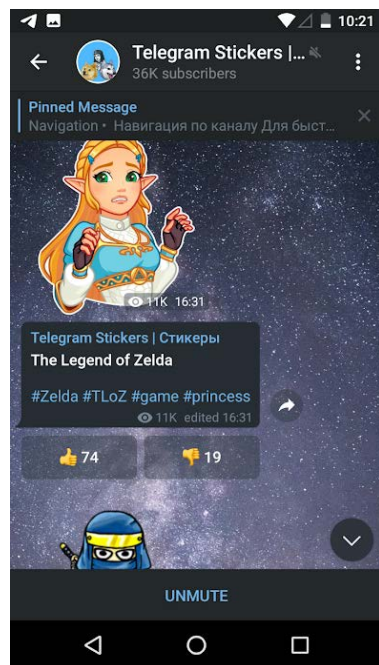 10:21
Telegram Stickers |...
36K subscribers
Pinned Message
Navigation • Навигация по каналу Для быст...
11K 16:31
Telegram Stickers | Стикеры
The Legend of Zelda
#Zelda #TLoZ #game #princess
11K edited 16:31
👍 74 👎 19
UNMUTE